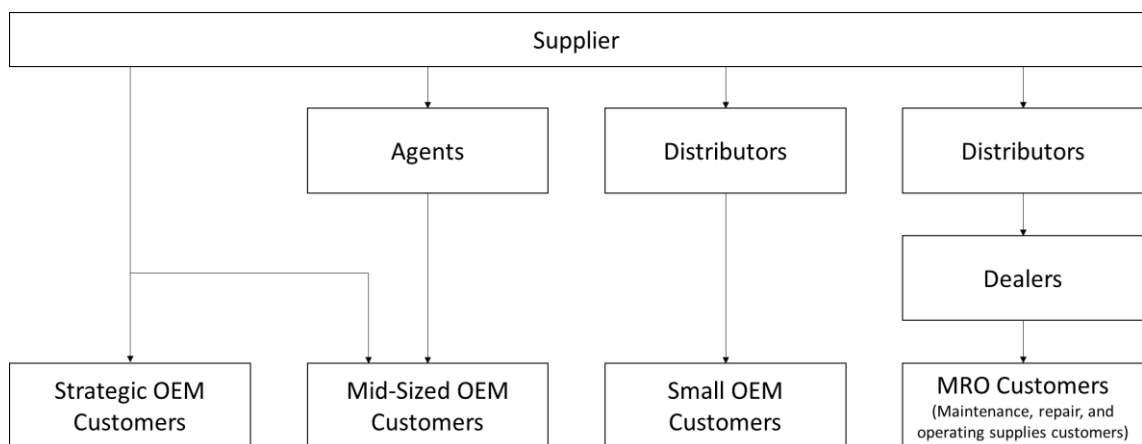 Supplier
Agents
Distributors
Distributors
Dealers
Strategic OEM
Customers
Mid-Sized OEM
Customers
Small OEM
Customers
MRO Customers
(Maintenance, repair, and
operating supplies customers)